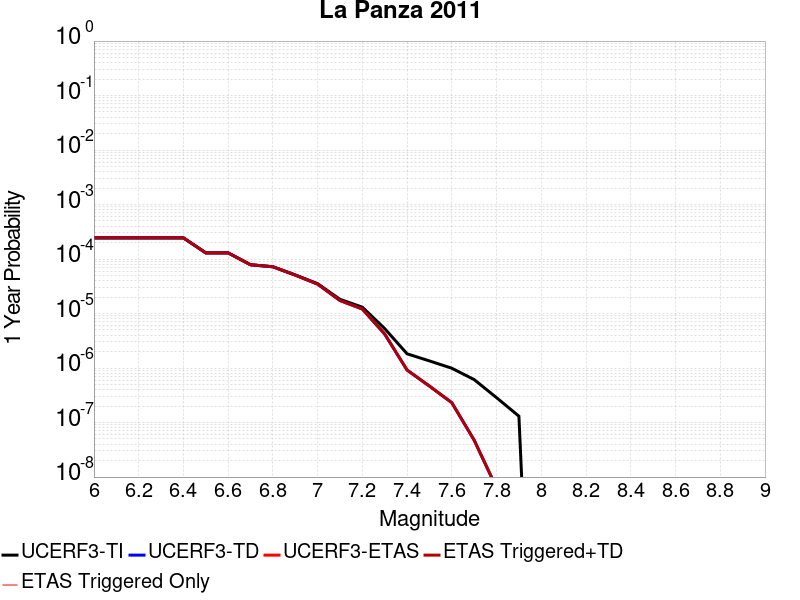 La Panza 2011
10^0
10^-1
10^-2
10^-3
10^-4
10^-5
10^-6
10^-7
10^-8
1 Year Probability
6 6.2 6.4 6.6 6.8 7 7.2 7.4 7.6 7.8 8 8.2 8.4 8.6 8.8 9
Magnitude
UCERF3-TI UCERF3-TD UCERF3-ETAS ETAS Triggered+TD
ETAS Triggered Only